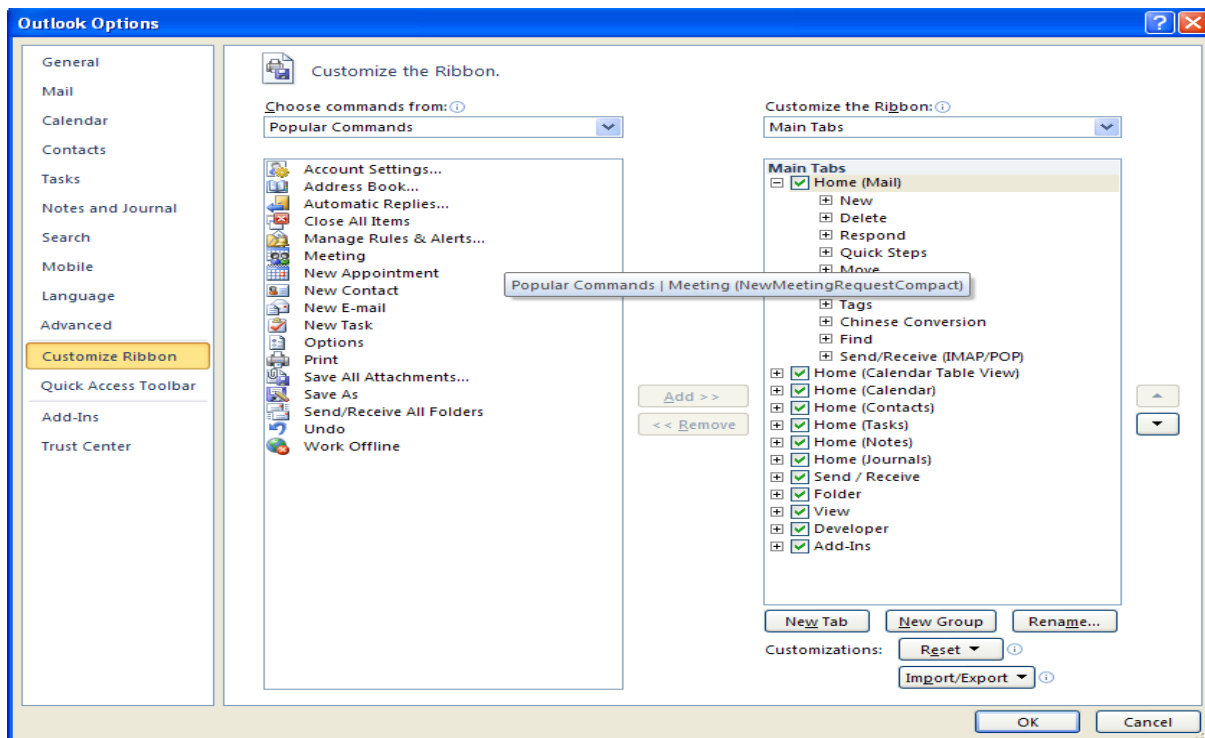 Outlook Options
General
Mail
Calendar
Contacts
Tasks
Notes and Journal
Search
Mobile
Language
Advanced
Customize Ribbon
Quick Access Toolbar
Add-Ins
Trust Center
Customize the Ribbon.
Choose commands from:
Popular Commands
Account Settings...
Address Book...
Automatic Replies...
Close All Items
Manage Rules & Alerts...
Meeting
New Appointment
New Contact
New E-mail
New Task
Options
Print
Save All Attachments...
Save As
Send/Receive All Folders
Undo
Work Offline
Popular Commands | Meeting (NewMeetingRequestCompact)
Add >>
<< Remove
Customize the Ribbon:
Main Tabs
Main Tabs
Home (Mail)
New
Delete
Respond
Quick Steps
Move
Tags
Chinese Conversion
Find
Send/Receive (IMAP/POP)
Home (Calendar Table View)
Home (Calendar)
Home (Contacts)
Home (Tasks)
Home (Notes)
Home (Journals)
Send / Receive
Folder
View
Developer
Add-Ins
New Tab
New Group
Rename...
Customizations:
Reset
Import/Export
OK
Cancel